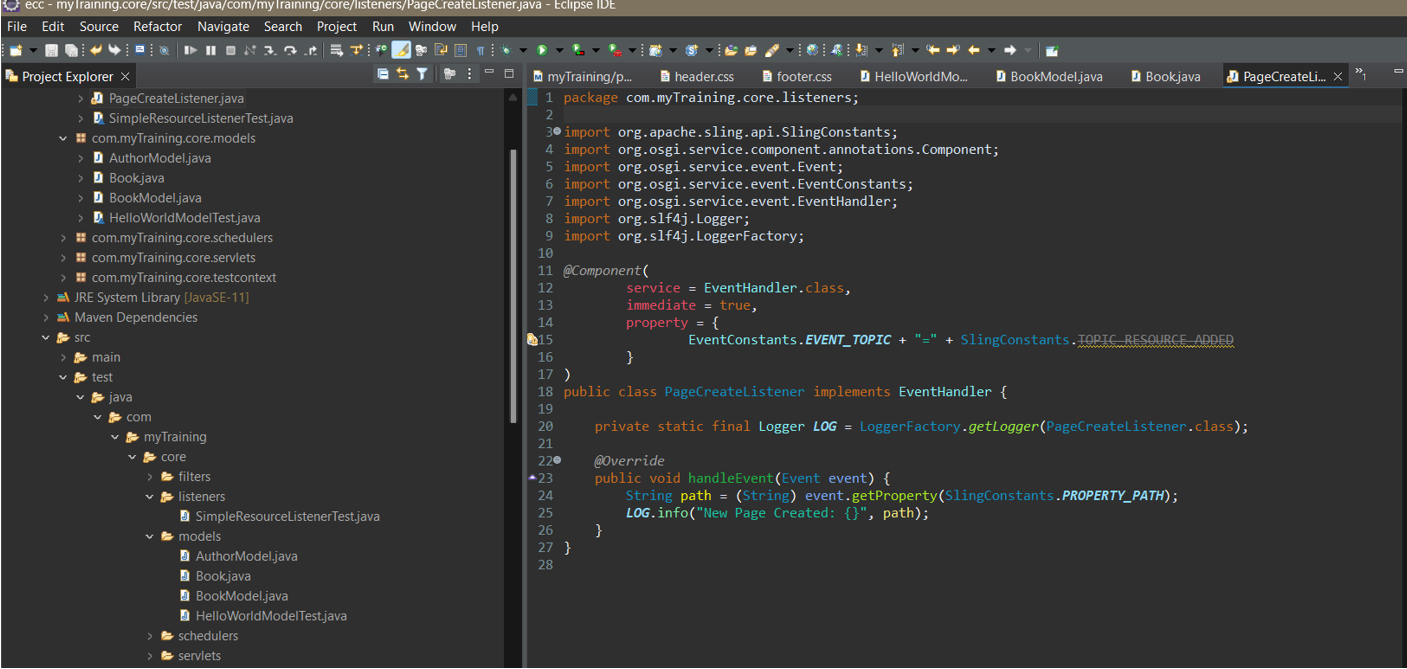 ecc - myTraining.core/src/test/java/com/myTraining/core/listeners/PageCreateListener.java - Eclipse IDE
File Edit Source Refactor Navigate Search Project Run Window Help
Project Explorer
PageCreateListener.java
SimpleResourceListenerTest.java
com.myTraining.core.models
AuthorModel.java
Book.java
BookModel.java
HelloWorldModelTest.java
com.myTraining.core.schedulers
com.myTraining.core.servlets
com.myTraining.core.testcontext
JRE System Library [JavaSE-11]
Maven Dependencies
src
main
test
java
com
myTraining
core
filters
listeners
SimpleResourceListenerTest.java
models
AuthorModel.java
Book.java
BookModel.java
HelloWorldModelTest.java
schedulers
servlets
myTraining/p... header.css footer.css HelloWorldMo... BookModel.java Book.java PageCreateLi... 1
1 package com.myTraining.core.listeners;
2
3 import org.apache.sling.api.SlingConstants;
4 import org.osgi.service.component.annotations.Component;
5 import org.osgi.service.event.Event;
6 import org.osgi.service.event.EventConstants;
7 import org.osgi.service.event.EventHandler;
8 import org.slf4j.Logger;
9 import org.slf4j.LoggerFactory;
10
11 @Component(
12 service = EventHandler.class,
13 immediate = true,
14 property = {
15 EventConstants.EVENT_TOPIC + "=" + SlingConstants.TOPIC_RESOURCE_ADDED
16 }
17 )
18 public class PageCreateListener implements EventHandler {
19
20 private static final Logger LOG = LoggerFactory.getLogger(PageCreateListener.class);
21
22 @Override
23 public void handleEvent(Event event) {
24 String path = (String) event.getProperty(SlingConstants.PROPERTY_PATH);
25 LOG.info("New Page Created: {}", path);
26 }
27 }
28